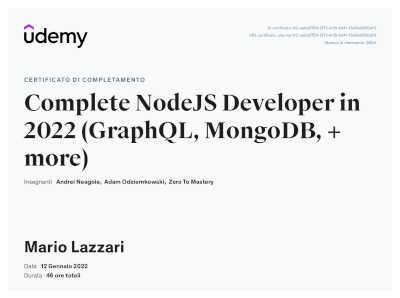 udemy
CERTIFICATO DI COMPLETAMENTO
Complete NodeJS Developer in
2022 (GraphQL, MongoDB, +
more)
Insegnanti Andrei Neagoie, Adam Odziemkowski, Zero To Mastery
Mario Lazzari
Data 12 Gennaio 2022
Durata 46 ore totali